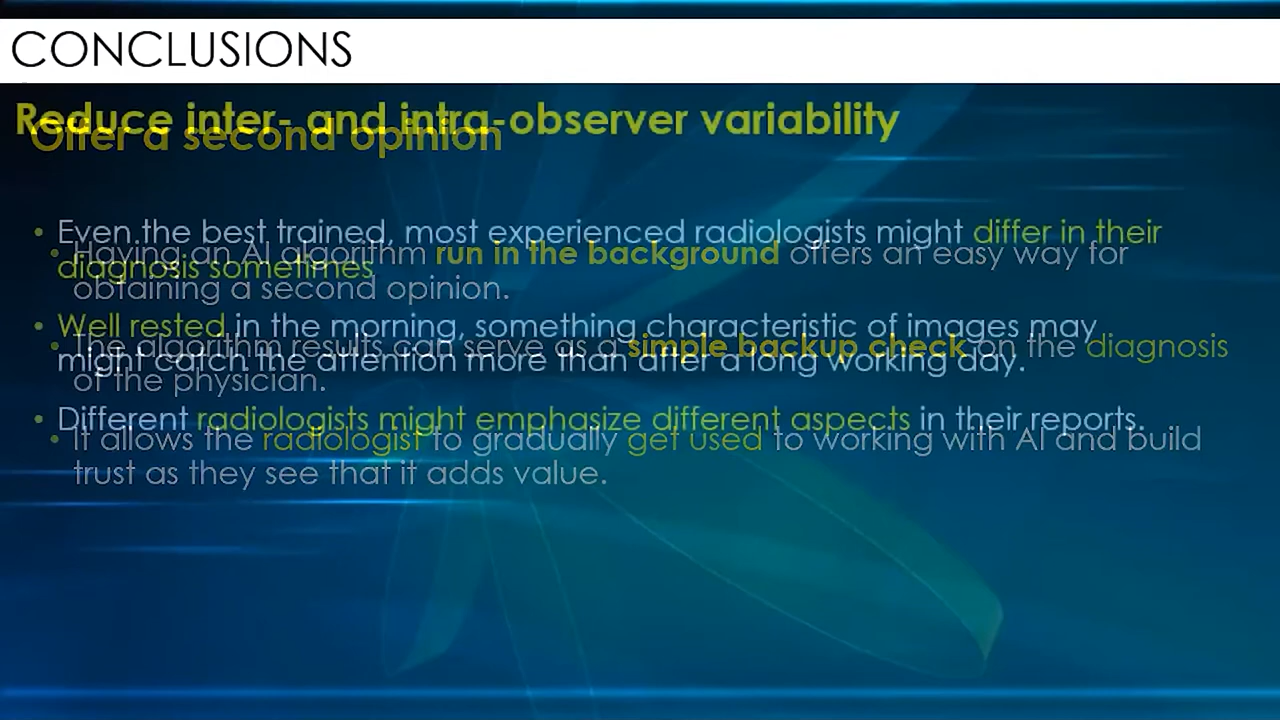 CONCLUSIONS
Reduce inter- and intra-observer variability
Offer a second opinion
• Even the best trained, most experienced radiologists might differ in their
diagnosis sometimes
• Having an AI algorithm run in the background offers an easy way for
obtaining a second opinion.
• Well rested in the morning, something characteristic of images may
might catch the attention more than after a long working day.
• The algorithm results can serve as a simple backup check on the diagnosis
of the physician.
• Different radiologists might emphasize different aspects in their reports.
• It allows the radiologist to gradually get used to working with AI and build
trust as they see that it adds value.